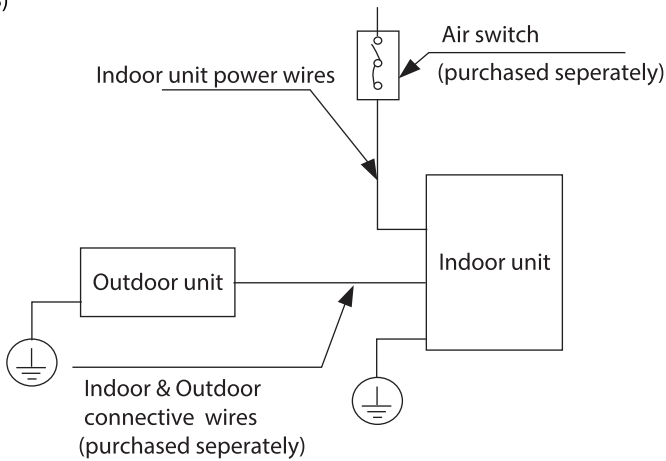 Air switch
(purchased seperately)
Indoor unit power wires
Indoor unit
Outdoor unit
Indoor & Outdoor
connective wires
(purchased seperately)